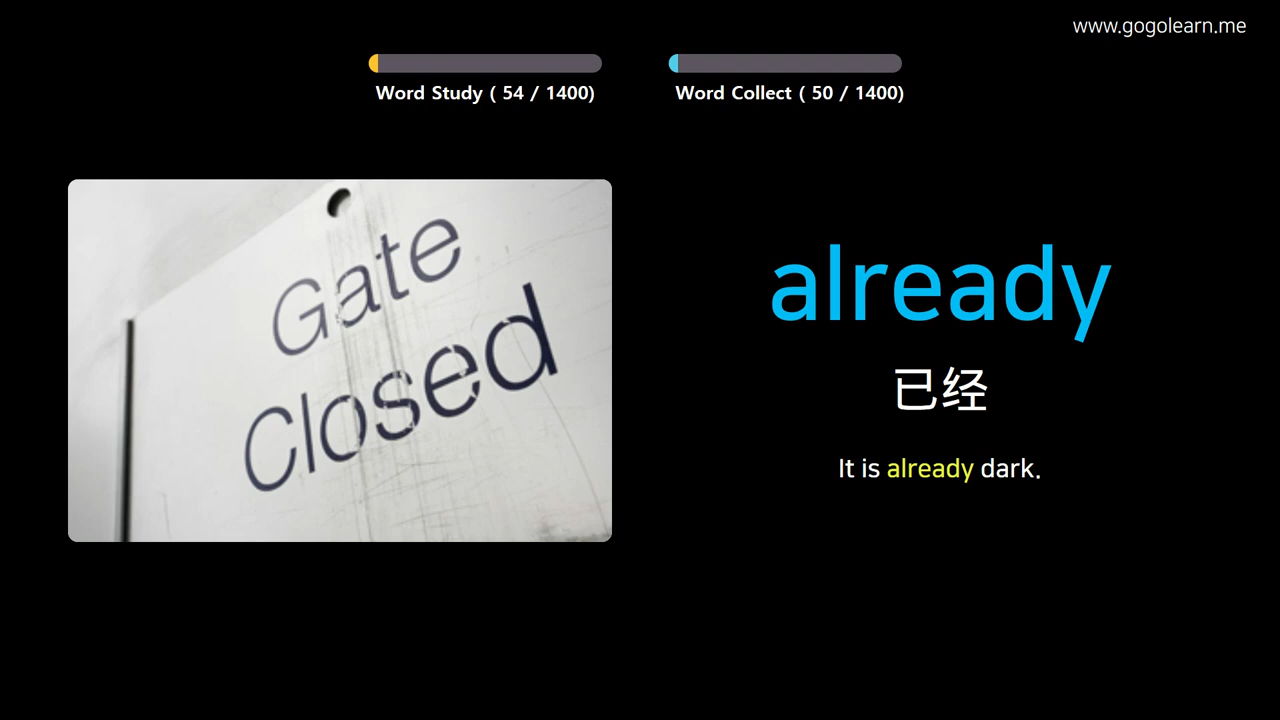 www.gogolearn.me
Word Study ( 54 / 1400)
Word Collect ( 50 / 1400)
Gate
Closed
already
已经
It is already dark.